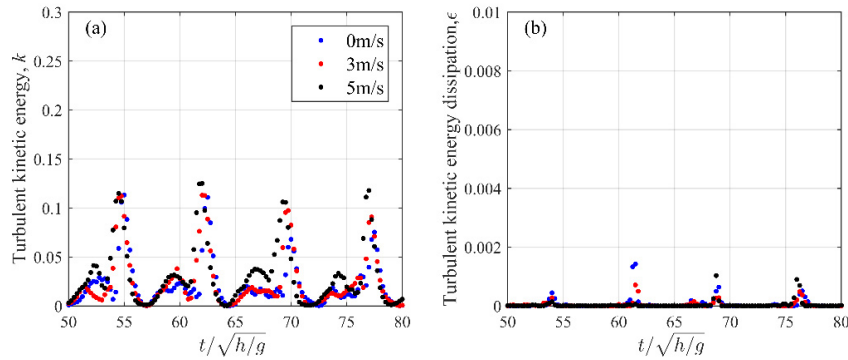 (a)
0m/s
3m/s
5m/s
Turbulent kinetic energy, k
0.3
0.25
0.2
0.15
0.1
0.05
0
50 55 60 65 70 75 80
t/√h/g
(b)
Turbulent kinetic energy dissipation,ϵ
0.01
0.008
0.006
0.004
0.002
0
50 55 60 65 70 75 80
t/√h/g